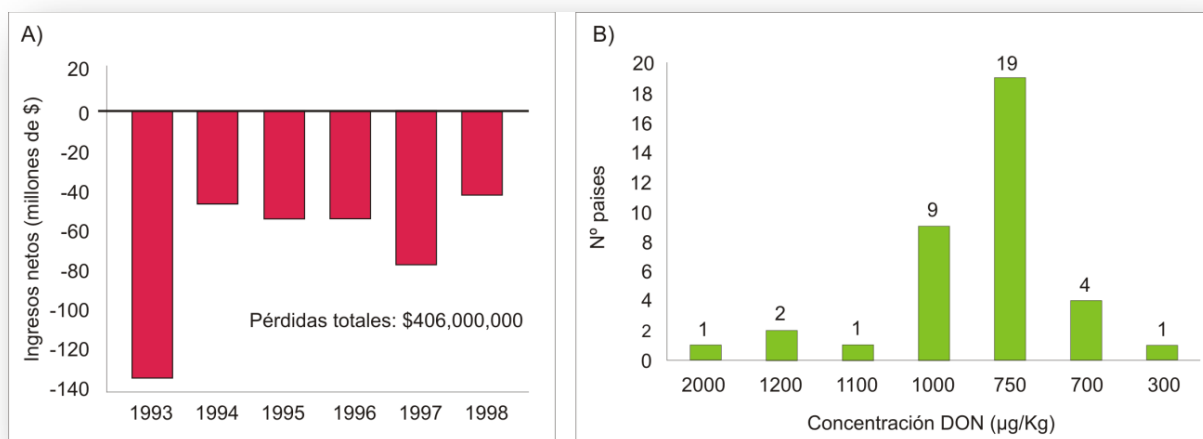 A)
Ingresos netos (millones de $)
20
0
-20
-40
-60
-80
-100
-120
-140
Pérdidas totales: $406,000,000
1993 1994 1995 1996 1997 1998
B)
Nº paises
20
18
16
14
12
10
8
6
4
2
0
1 2 1 9 19 4 1
2000 1200 1100 1000 750 700 300
Concentración DON (µg/Kg)